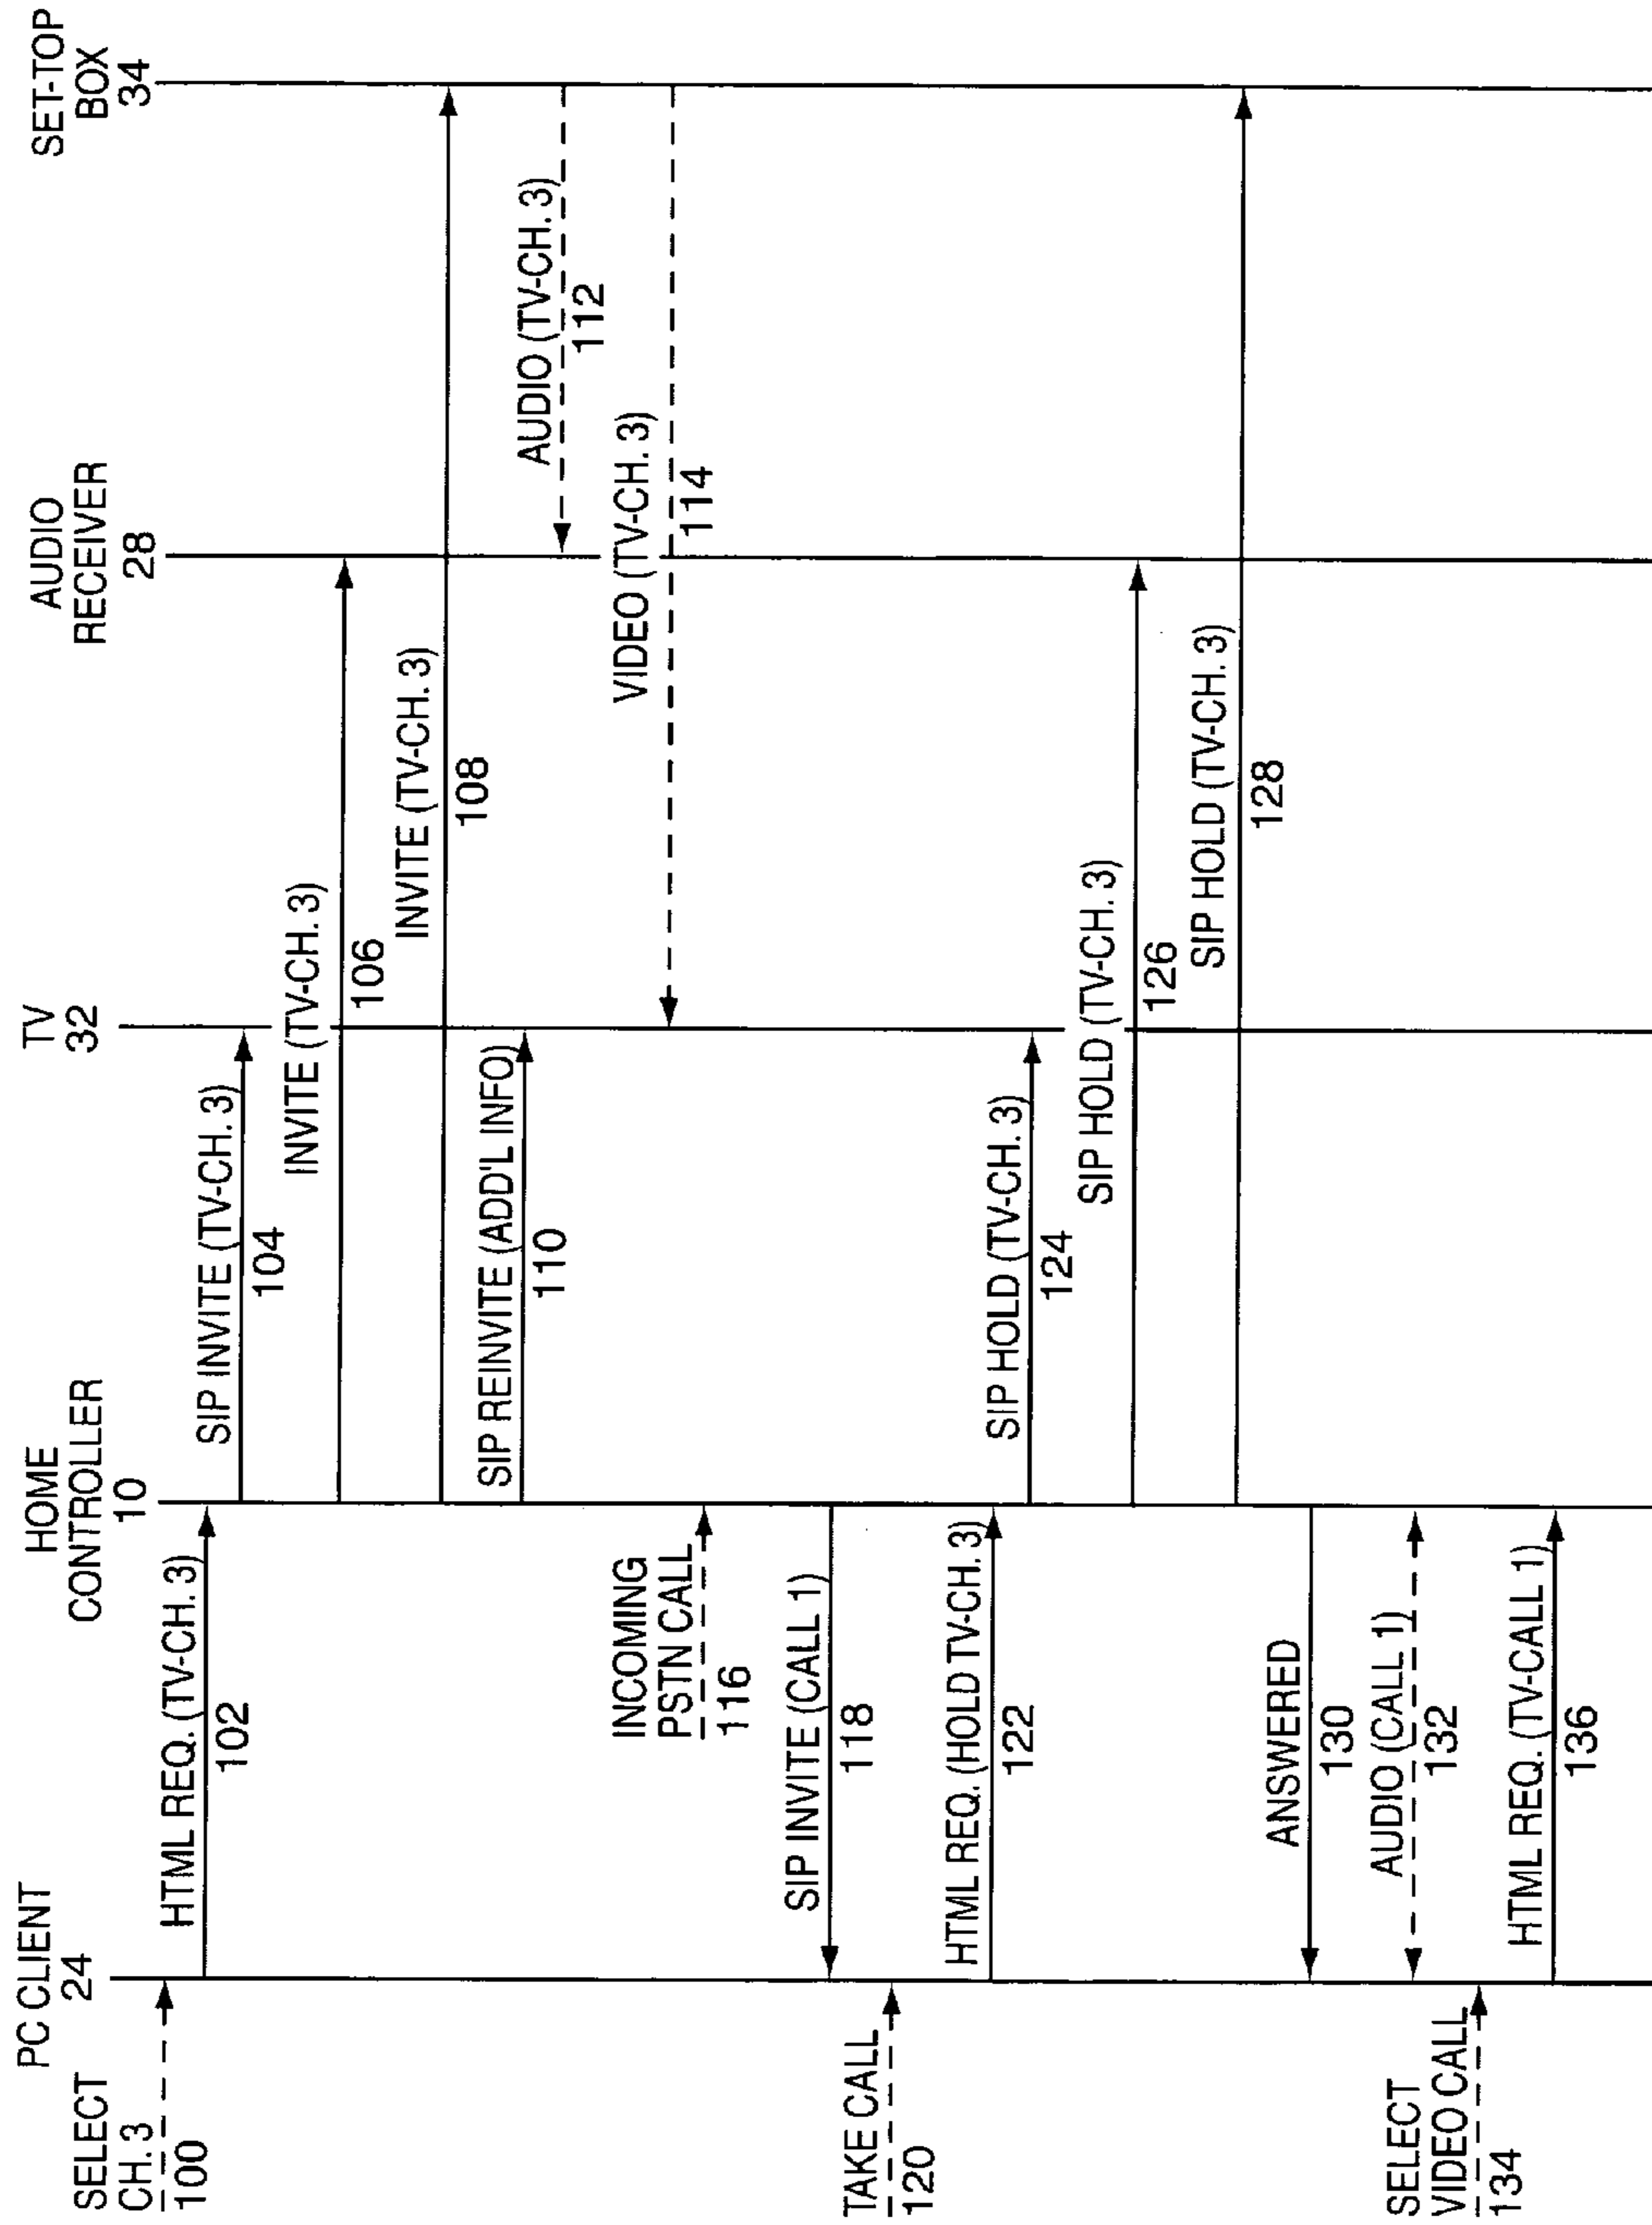 PC CLIENT
24
HOME
CONTROLLER
10
TV
32
AUDIO
RECEIVER
28
SET-TOP
BOX
34
SELECT
CH. 3
100
HTML REQ. (TV-CH. 3)
102
SIP INVITE (TV-CH. 3)
104
INVITE (TV-CH. 3)
106
INVITE (TV-CH. 3)
108
SIP REINVITE (ADD'L INFO)
110
AUDIO (TV-CH. 3)
112
VIDEO (TV-CH. 3)
114
INCOMING
PSTN CALL
116
SIP INVITE (CALL 1)
118
TAKE CALL
120
HTML REQ. (HOLD TV-CH. 3)
122
SIP HOLD (TV-CH. 3)
124
SIP HOLD (TV-CH. 3)
126
SIP HOLD (TV-CH. 3)
128
ANSWERED
130
AUDIO (CALL 1)
132
SELECT
VIDEO CALL
134
HTML REQ. (TV-CALL 1)
136